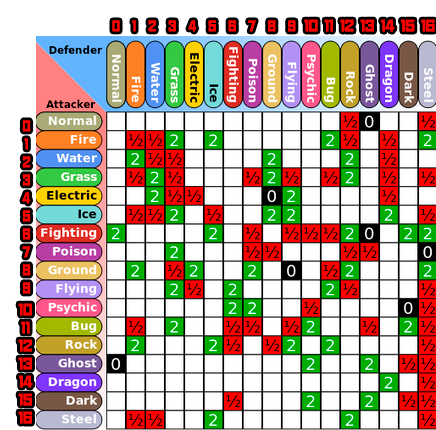 0 1 2 3 4 5 6 7 8 9 10 11 12 13 14 15 16
Defender
Attacker
Normal Fire Water Grass Electric Ice Fighting Poison Ground Flying Psychic Bug Rock Ghost Dragon Dark Steel
0 Normal ½ 0 ½
1 Fire ½ ½ 2 2 2 ½ ½ 2
2 Water 2 ½ ½ 2 2 ½
3 Grass ½ 2 ½ ½ 2 ½ ½ 2 ½ ½
4 Electric 2 ½ ½ 0 2 ½
5 Ice ½ ½ 2 ½ 2 2 2 ½
6 Fighting 2 2 ½ ½ ½ ½ 2 0 2 2
7 Poison 2 ½ ½ ½ ½ 0
8 Ground 2 ½ 2 2 0 ½ 2 2
9 Flying 2 ½ 2 2 ½ ½
10 Psychic 2 2 ½ 0 ½
11 Bug ½ 2 ½ ½ ½ 2 ½ 2 ½
12 Rock 2 2 ½ ½ 2 2 ½
13 Ghost 0 2 2 ½ ½
14 Dragon 2 ½
15 Dark ½ 2 2 ½ ½
16 Steel ½ ½ 2 2 ½